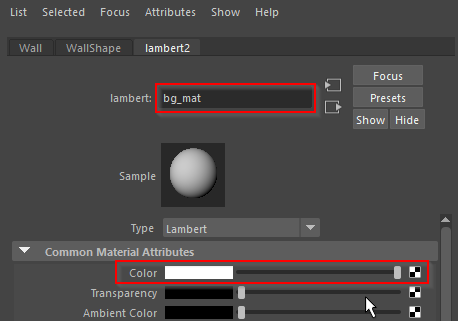 List Selected Focus Attributes Show Help
Wall WallShape lambert2
Focus
lambert: bg_mat
Presets
Show Hide
Sample
Type Lambert
Common Material Attributes
Color
Transparency
Ambient Color